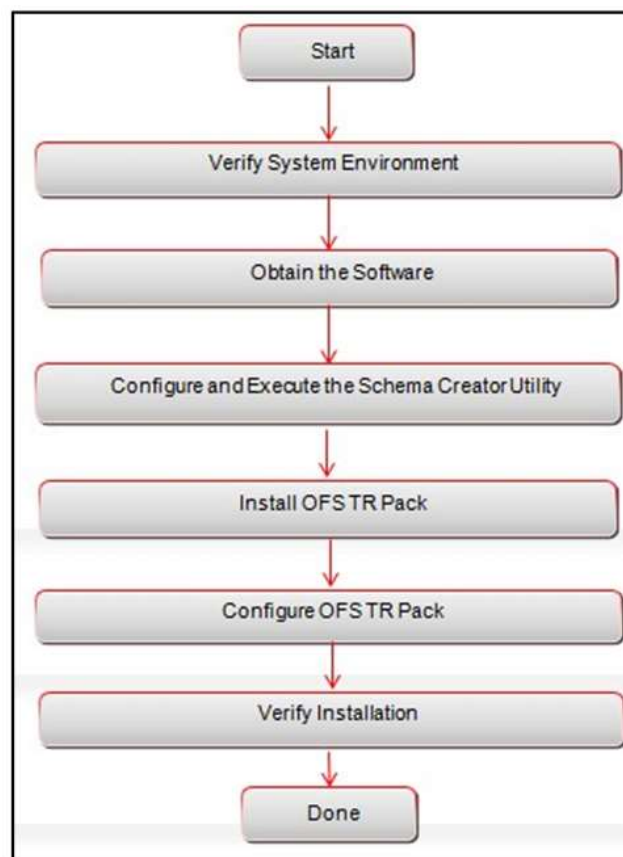 Start
Verify System Environment
Obtain the Software
Configure and Execute the Schema Creator Utility
Install OFS TR Pack
Configure OFS TR Pack
Verify Installation
Done